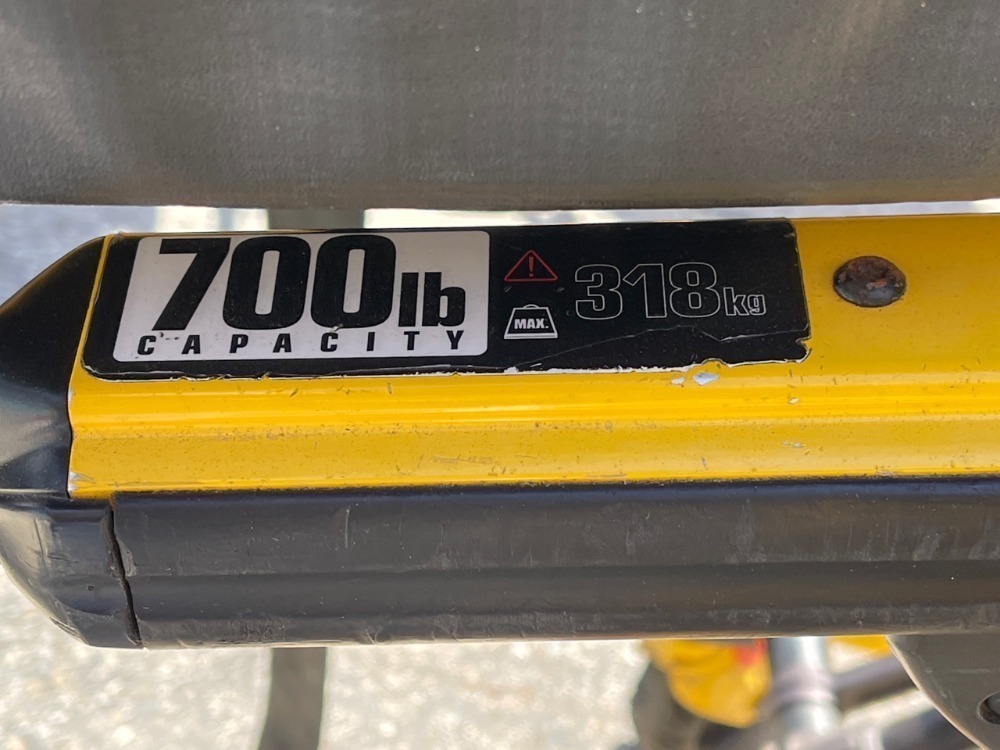 700lb
CAPACITY
MAX.
318kg